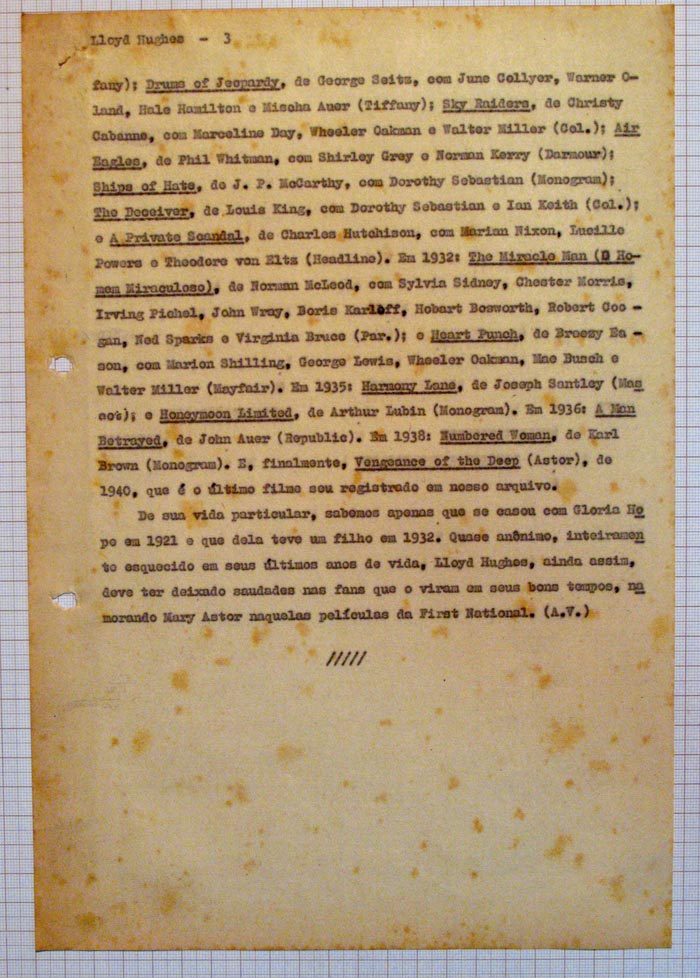 Lloyd Hughes - 3
fany); Drums of Jeopardy, de George Seitz, com June Collyer, Warner O-
land, Hale Hamilton e Mischa Auer (Tiffany); Sky Raiders, de Christy
Cabanne, com Marceline Day, Wheeler Oakman e Walter Miller (Col.); Air
Eagles, de Phil Whitman, com Shirley Grey e Norman Kerry (Darmour);
Ships of Hate, de J. P. McCarthy, com Dorothy Sebastian (Monogram);
The Deceiver, de Louis King, com Dorothy Sebastian e Ian Keith (Col.);
e A Private Scandal, de Charles Hutchison, com Marian Nixon, Lucille
Powers e Theodore von Eltz (Headline). Em 1932: The Miracle Man (O Ho-
mem Miraculoso), de Norman McLeod, com Sylvia Sidney, Chester Morris,
Irving Pichel, John Wray, Boris Karloff, Hobart Bosworth, Robert Coo -
gan, Ned Sparks e Virginia Bruce (Par.); e Heart Punch, de Breezy Ea -
son, com Marion Shilling, George Lewis, Wheeler Oakman, Mae Busch e
Walter Miller (Mayfair). Em 1935: Harmony Lane, de Joseph Santley (Mas
cot); e Honeymoon Limited, de Arthur Lubin (Monogram). Em 1936: A Man
Betrayed, de John Auer (Republic). Em 1938: Numbered Woman, de Karl
Brown (Monogram). E, finalmente, Vengeance of the Deep (Astor), de
1940, que é o último filme seu registrado em nosso arquivo.
De sua vida particular, sabemos apenas que se casou com Gloria Ho
pe em 1921 e que dela teve um filho em 1932. Quase anônimo, inteiramen
te esquecido em seus últimos anos de vida, Lloyd Hughes, ainda assim,
deve ter deixado saudades nas fans que o viram em seus bons tempos, na
morando Mary Astor naquelas películas da First National. (A.V.)
/////